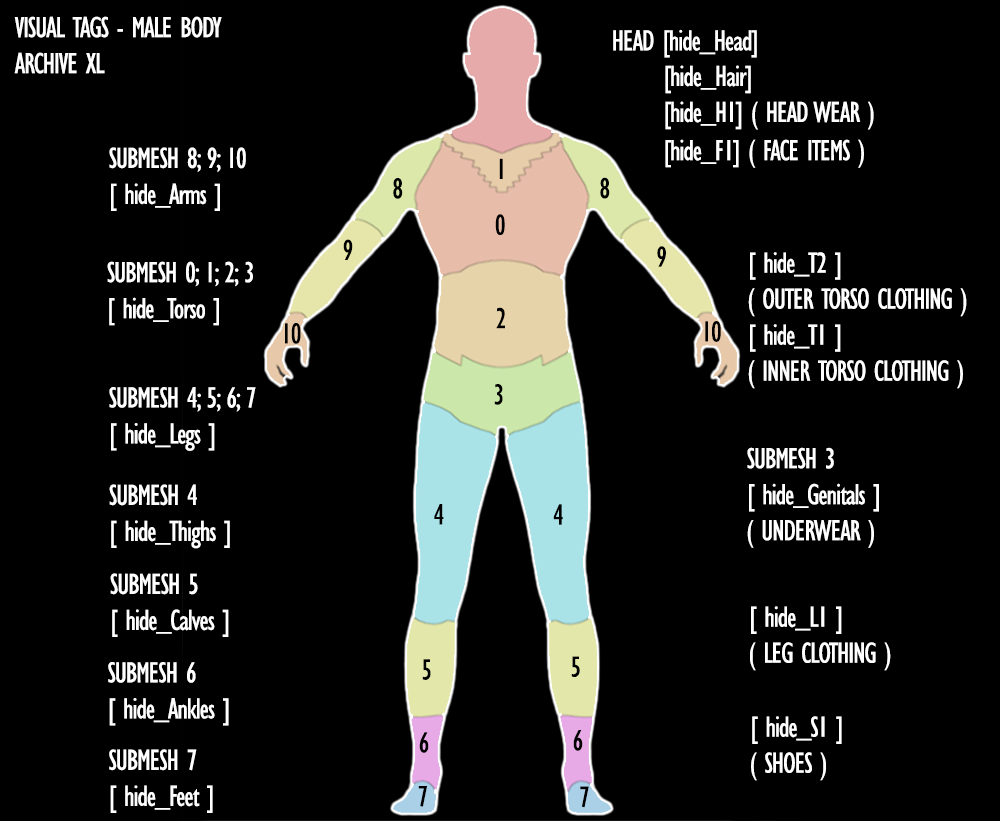 VISUAL TAGS - MALE BODY
ARCHIVE XL
HEAD [hide_Head]
[hide_Hair]
[hide_H1] ( HEAD WEAR )
[hide_F1] ( FACE ITEMS )
SUBMESH 8; 9; 10
[ hide_Arms ]
SUBMESH 0; 1; 2; 3
[ hide_Torso ]
SUBMESH 4; 5; 6; 7
[ hide_Legs ]
SUBMESH 4
[ hide_Thighs ]
SUBMESH 5
[ hide_Calves ]
SUBMESH 6
[ hide_Ankles ]
SUBMESH 7
[ hide_Feet ]
1
8
8
0
9
9
2
10
10
3
4
4
5
5
6
6
7
7
[ hide_T2 ]
( OUTER TORSO CLOTHING )
[ hide_T1 ]
( INNER TORSO CLOTHING )
SUBMESH 3
[ hide_Genitals ]
( UNDERWEAR )
[ hide_L1 ]
( LEG CLOTHING )
[ hide_S1 ]
( SHOES )